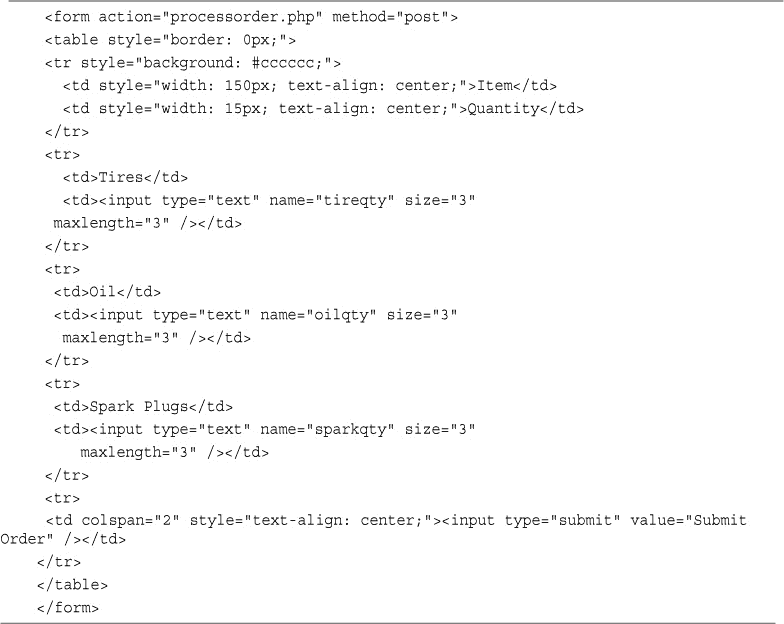 <form action="processorder.php" method="post">
<table style="border: 0px;">
<tr style="background: #cccccc;">
<td style="width: 150px; text-align: center;">Item</td>
<td style="width: 15px; text-align: center;">Quantity</td>
</tr>
<tr>
<td>Tires</td>
<td><input type="text" name="tireqty" size="3"
maxlength="3" /></td>
</tr>
<tr>
<td>Oil</td>
<td><input type="text" name="oilqty" size="3"
maxlength="3" /></td>
</tr>
<tr>
<td>Spark Plugs</td>
<td><input type="text" name="sparkqty" size="3"
maxlength="3" /></td>
</tr>
<tr>
<td colspan="2" style="text-align: center;"><input type="submit" value="Submit
Order" /></td>
</tr>
</table>
</form>